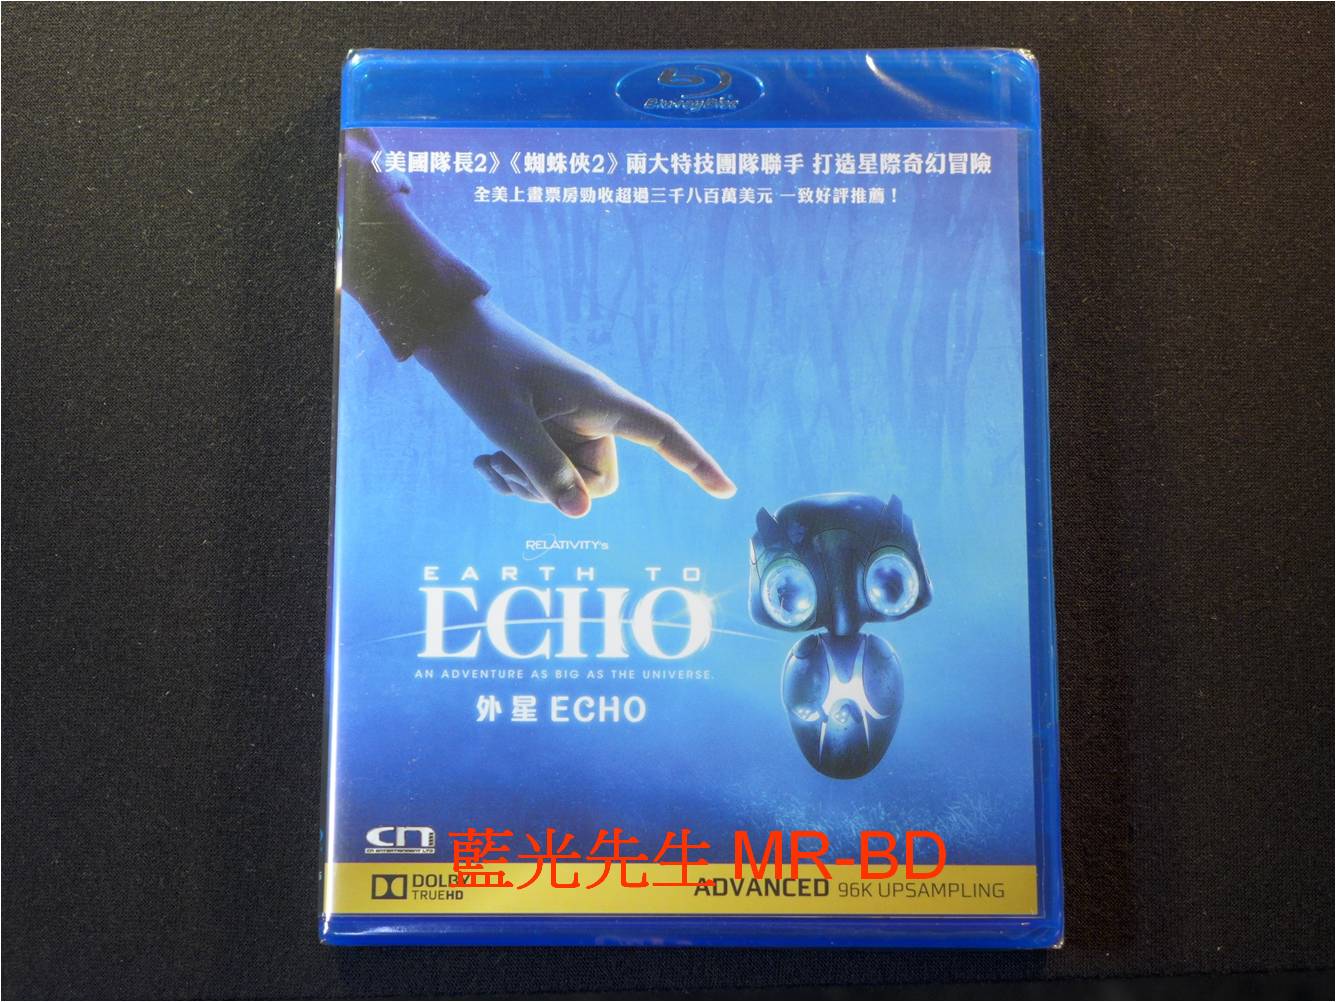 Blu-ray Disc
《美國隊長2》《蜘蛛俠2》兩大特技團隊聯手 打造星際奇幻冒險
全美上畫票房勁收超過三千八百萬美元 一致好評推薦！
RELATIVITY's
EARTH TO
ECHO
AN ADVENTURE AS BIG AS THE UNIVERSE.
外星 ECHO
cn
CN ENTERTAINMENT LTD
藍光先生 MR-BD
DOLBY
TRUEHD
ADVANCED 96K UPSAMPLING